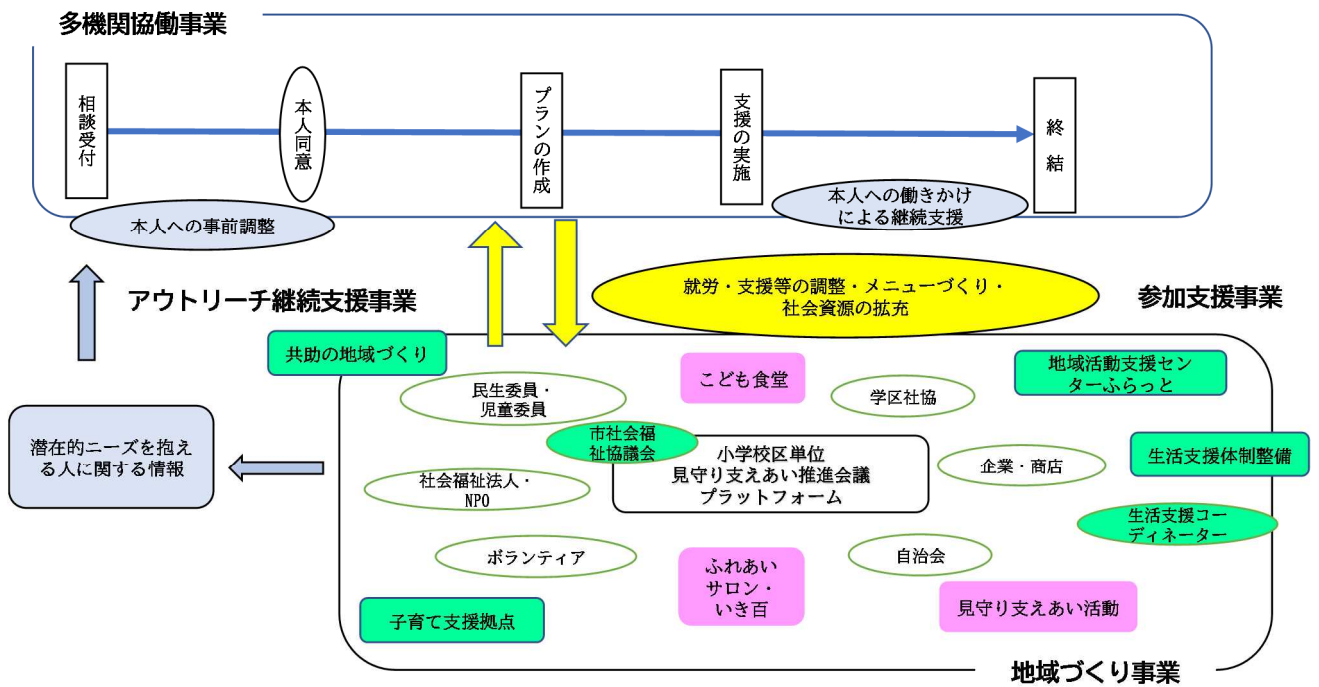 多機関協働事業
相談受付
本人同意
プランの作成
支援の実施
終結
本人への事前調整
本人への働きかけ
による継続支援
アウトリーチ継続支援事業
就労・支援等の調整・メニューづくり・
社会資源の拡充
参加支援事業
共助の地域づくり
民生委員・
児童委員
こども食堂
学区社協
地域活動支援セン
ターふらっと
潜在的ニーズを抱え
る人に関する情報
市社会福
祉協議会
小学校区単位
見守り支えあい推進会議
プラットフォーム
企業・商店
生活支援体制整備
社会福祉法人・
NPO
生活支援コー
ディネーター
ボランティア
ふれあい
サロン・
いき百
自治会
子育て支援拠点
見守り支えあい活動
地域づくり事業